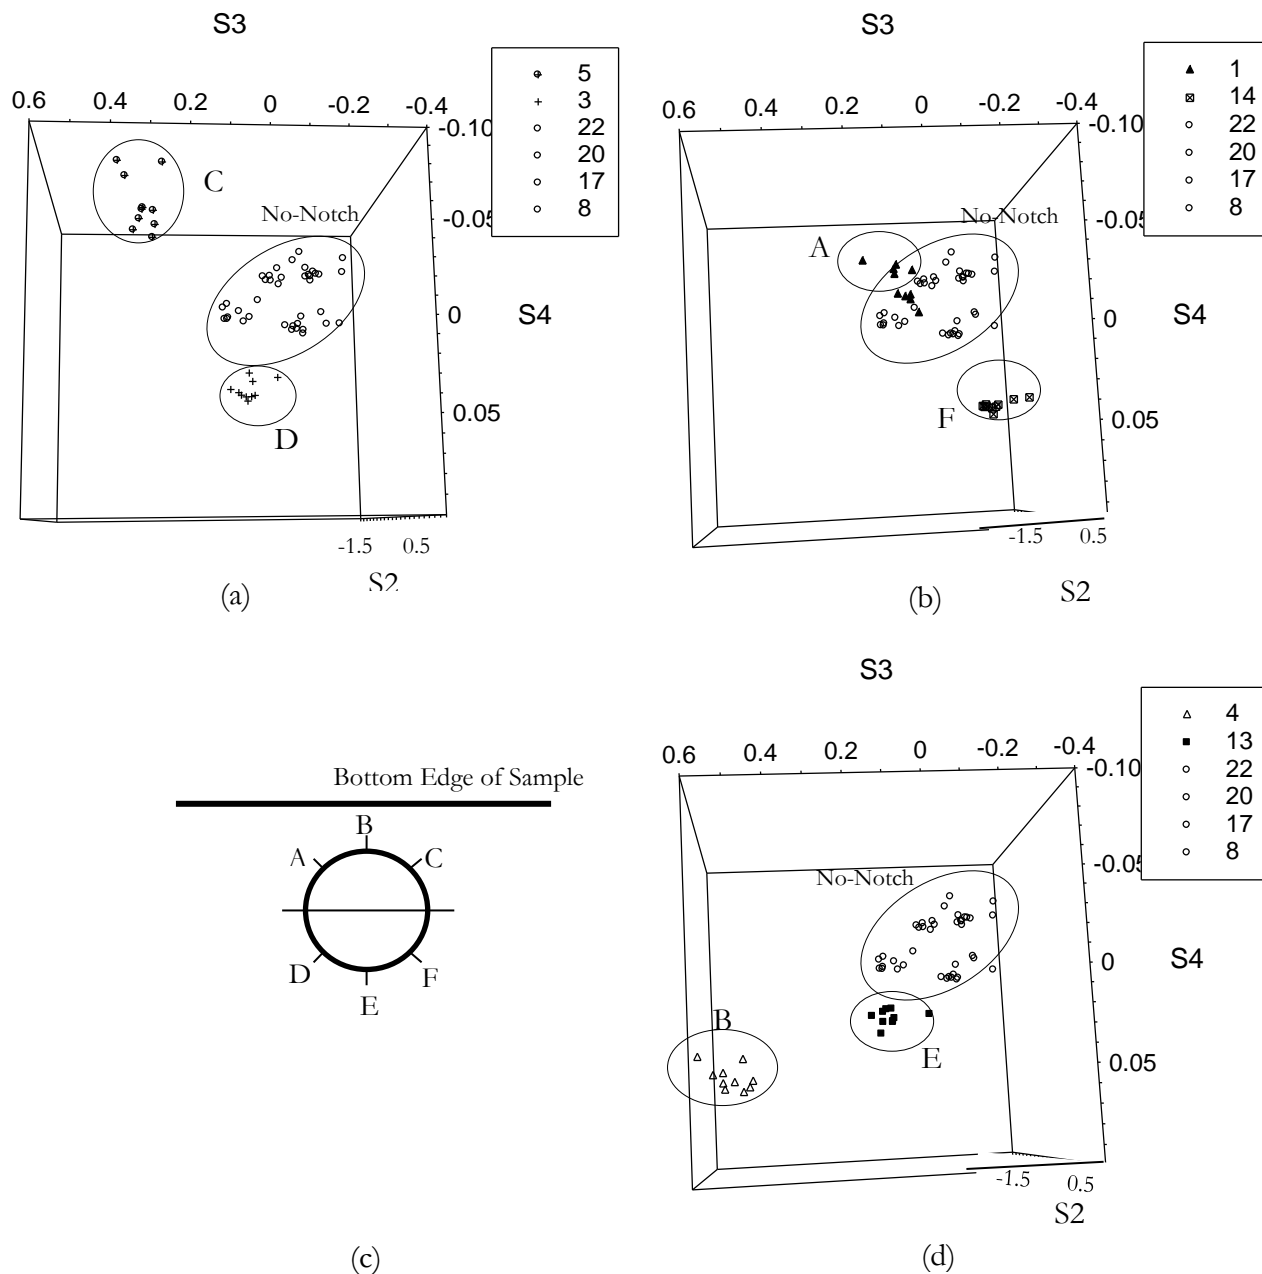 S3
0.6 0.4 0.2 0 -0.2 -0.4
-0.10
-0.05
0
0.05
S4
5
3
22
20
17
8
C
No-Notch
D
-1.5 0.5
S2
(a)
S3
0.6 0.2 0 -0.2 -0.4
-0.10
-0.05
0
0.05
S4
1
14
22
20
17
8
No-Notch
A
F
-1.5 0.5
S2
(b)
Bottom Edge of Sample
B
A C
D F
E
(c)
S3
0.6 0.4 0.2 0 -0.2 -0.4
-0.10
-0.05
0
0.05
S4
4
13
22
20
17
8
No-Notch
B
E
-1.5 0.5
S2
(d)